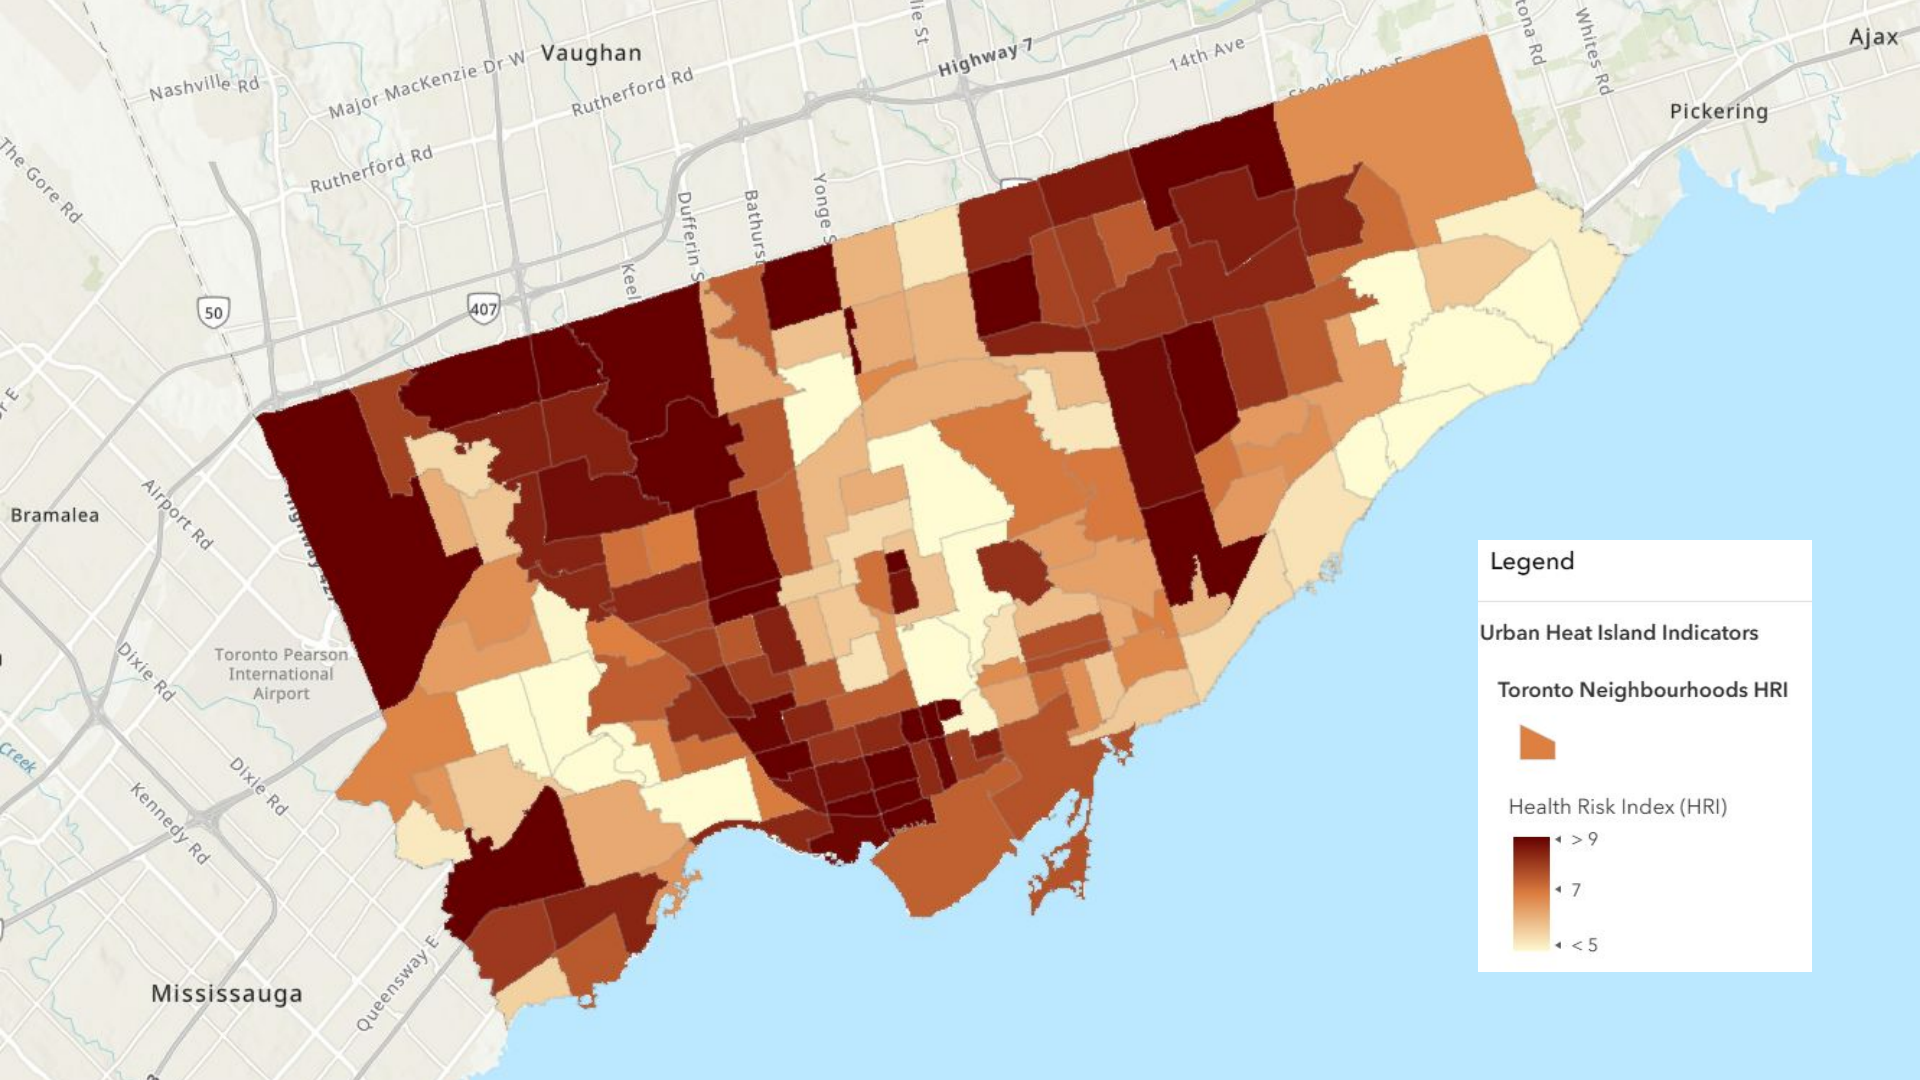 Vaughan
Nashville Rd
Major MacKenzie Dr W
Rutherford Rd
Highway 7
14th Ave
Whites Rd
Ajax
Pickering
The Gore Rd
Rutherford Rd
Yonge S
Bathurst
Dufferin S
Keel
50
407
Bramalea
Airport Rd
Highway 427
Toronto Pearson
International
Airport
Dixie Rd
Creek
Dixie Rd
Kennedy Rd
Mississauga
Queensway E
Legend
Urban Heat Island Indicators
Toronto Neighbourhoods HRI
Health Risk Index (HRI)
> 9
7
< 5